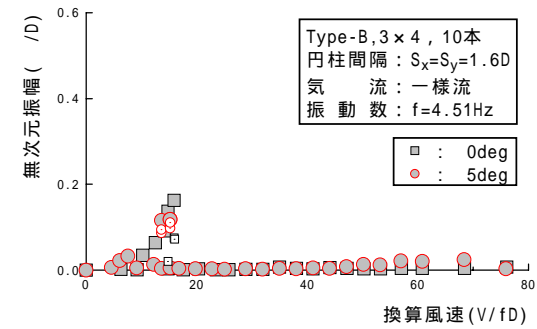 無次元振幅( /D)
0.6
0.4
0.2
0.0
0
20
40
60
80
換算風速(V/fD)
Type-B,3×4，10本
円柱間隔：Sx=Sy=1.6D
気　　流：一様流
振 動 数：f=4.51Hz
： 0deg
： 5deg